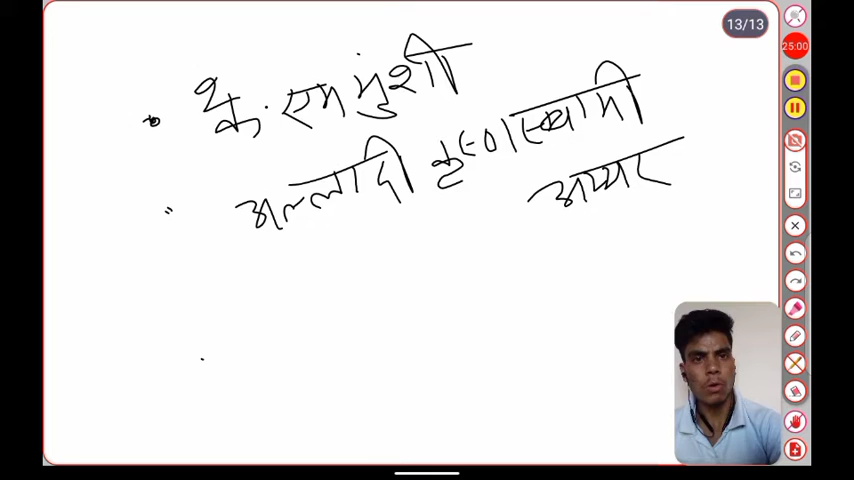 13/13
25:00
के. एम मुंशी
अल्लादी कृष्णास्वामी
अय्यर